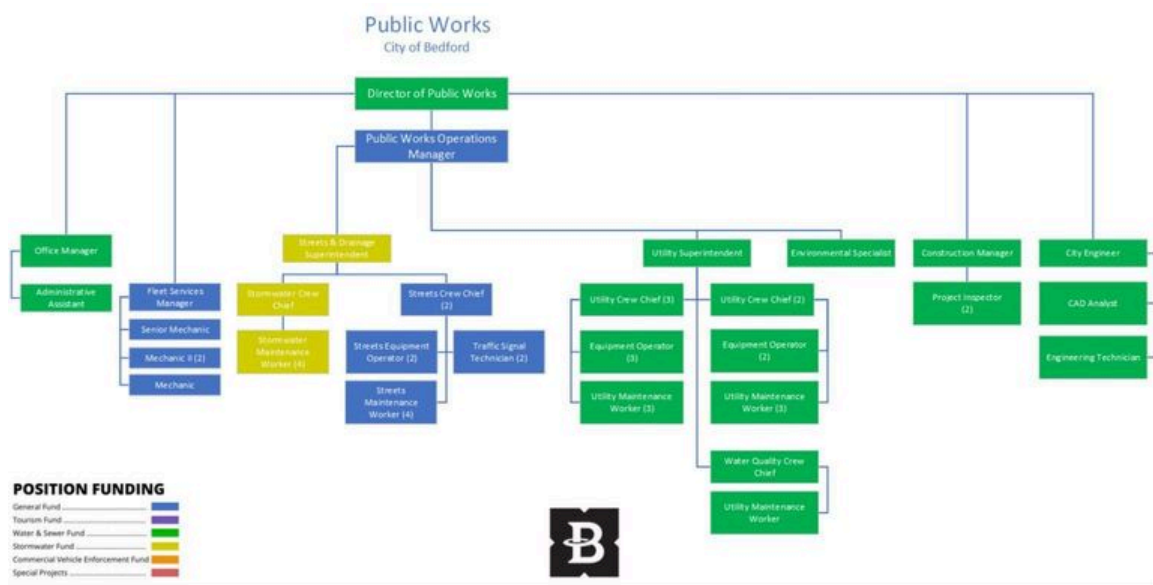 Public Works
City of Bedford
Director of Public Works
Public Works Operations
Manager
Office Manager
Administrative
Assistant
Fleet Services
Manager
Senior Mechanic
Mechanic II (2)
Mechanic
Streets & Drainage
Superintendent
Stormwater Crew
Chief
Stormwater
Maintenance
Worker (4)
Streets Crew Chief
(2)
Streets Equipment
Operator (2)
Traffic Signal
Technician (2)
Streets
Maintenance
Worker (4)
Utility Superintendent
Environmental Specialist
Utility Crew Chief (3)
Equipment Operator
(3)
Utility Maintenance
Worker (3)
Utility Crew Chief (2)
Equipment Operator
(2)
Utility Maintenance
Worker (3)
Water Quality Crew
Chief
Utility Maintenance
Worker
Construction Manager
Project Inspector
(2)
City Engineer
CAD Analyst
Engineering Technician
POSITION FUNDING
General Fund
Tourism Fund
Water & Sewer Fund
Stormwater Fund
Commercial Vehicle Enforcement Fund
Special Projects
B